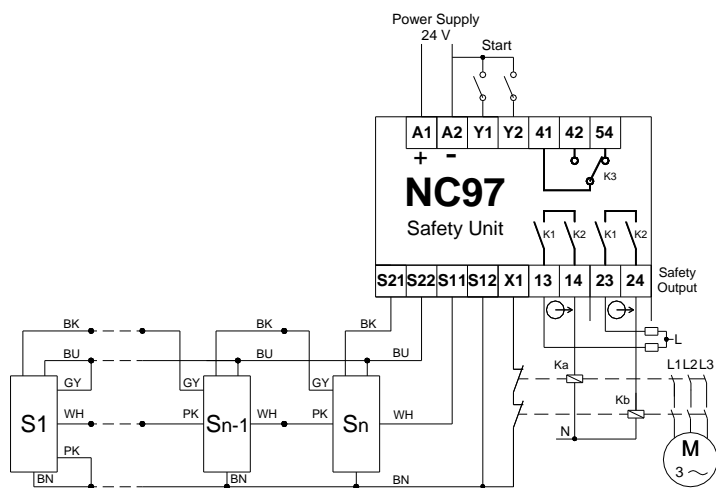 Power Supply
24 V
Start
A1 A2 Y1 Y2 41 42 54
+ -
K3
NC97
Safety Unit
K1 K2 K1 K2
S21 S22 S11 S12 X1 13 14 23 24
Safety
Output
BK BK BK
L
BU BU BU
GY GY GY
Ka
L1 L2 L3
S1 WH PK Sn-1 WH PK Sn WH
Kb
PK
N
M
3 ~
BN BN BN